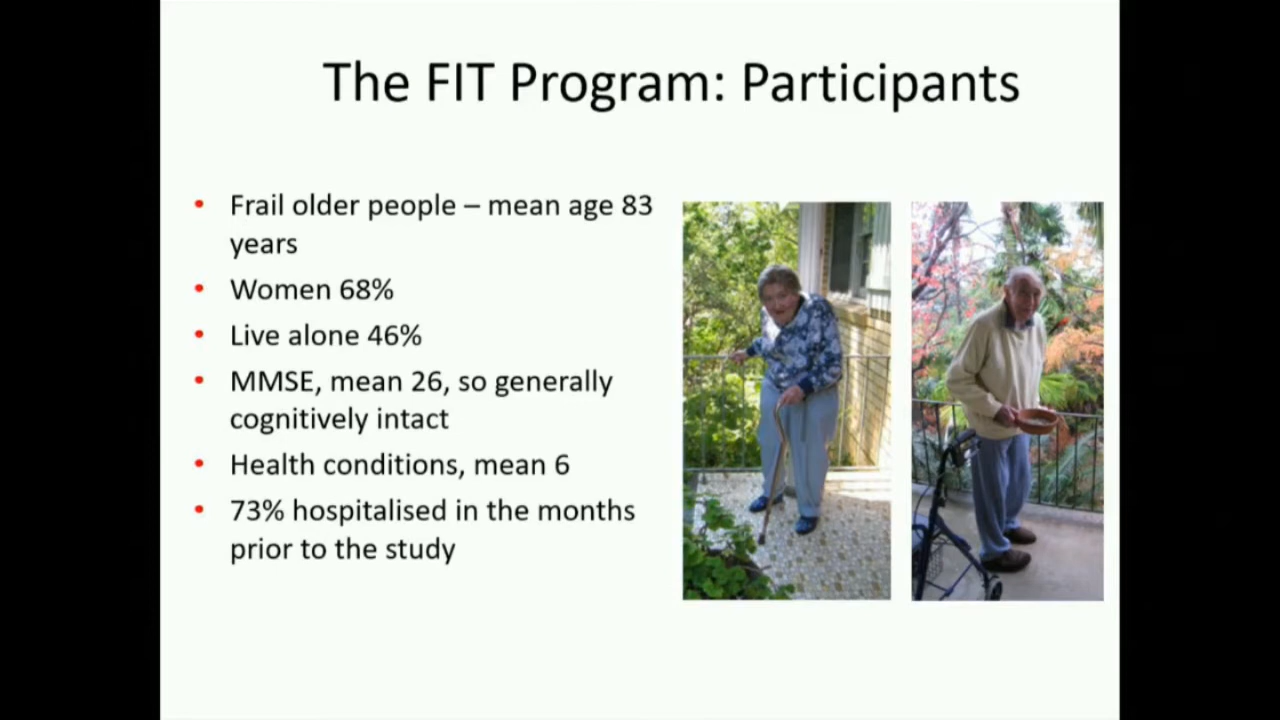 The FIT Program: Participants
• Frail older people – mean age 83
years
• Women 68%
• Live alone 46%
• MMSE, mean 26, so generally
cognitively intact
• Health conditions, mean 6
• 73% hospitalised in the months
prior to the study